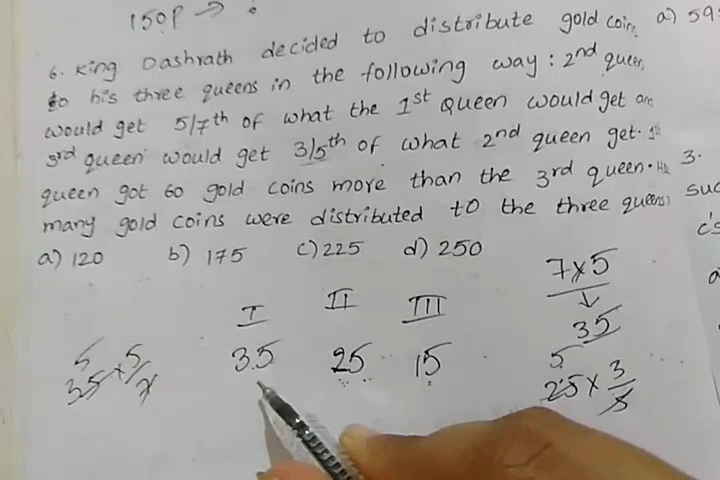 150P →
6. King Dashrath decided to distribute gold coins a) 59
to his three queens in the following way : 2nd queen
would get 5/7th of what the 1st Queen would get and
3rd queen would get 3/5th of what 2nd queen get. 1st
queen got 60 gold coins more than the 3rd queen. 3.
many gold coins were distributed to the three queens suc
c's
a) 120 b) 175 c) 225 d) 250
7×5
I II III
35
5 5
35 × 5/7 35 25 15 25 × 3/5